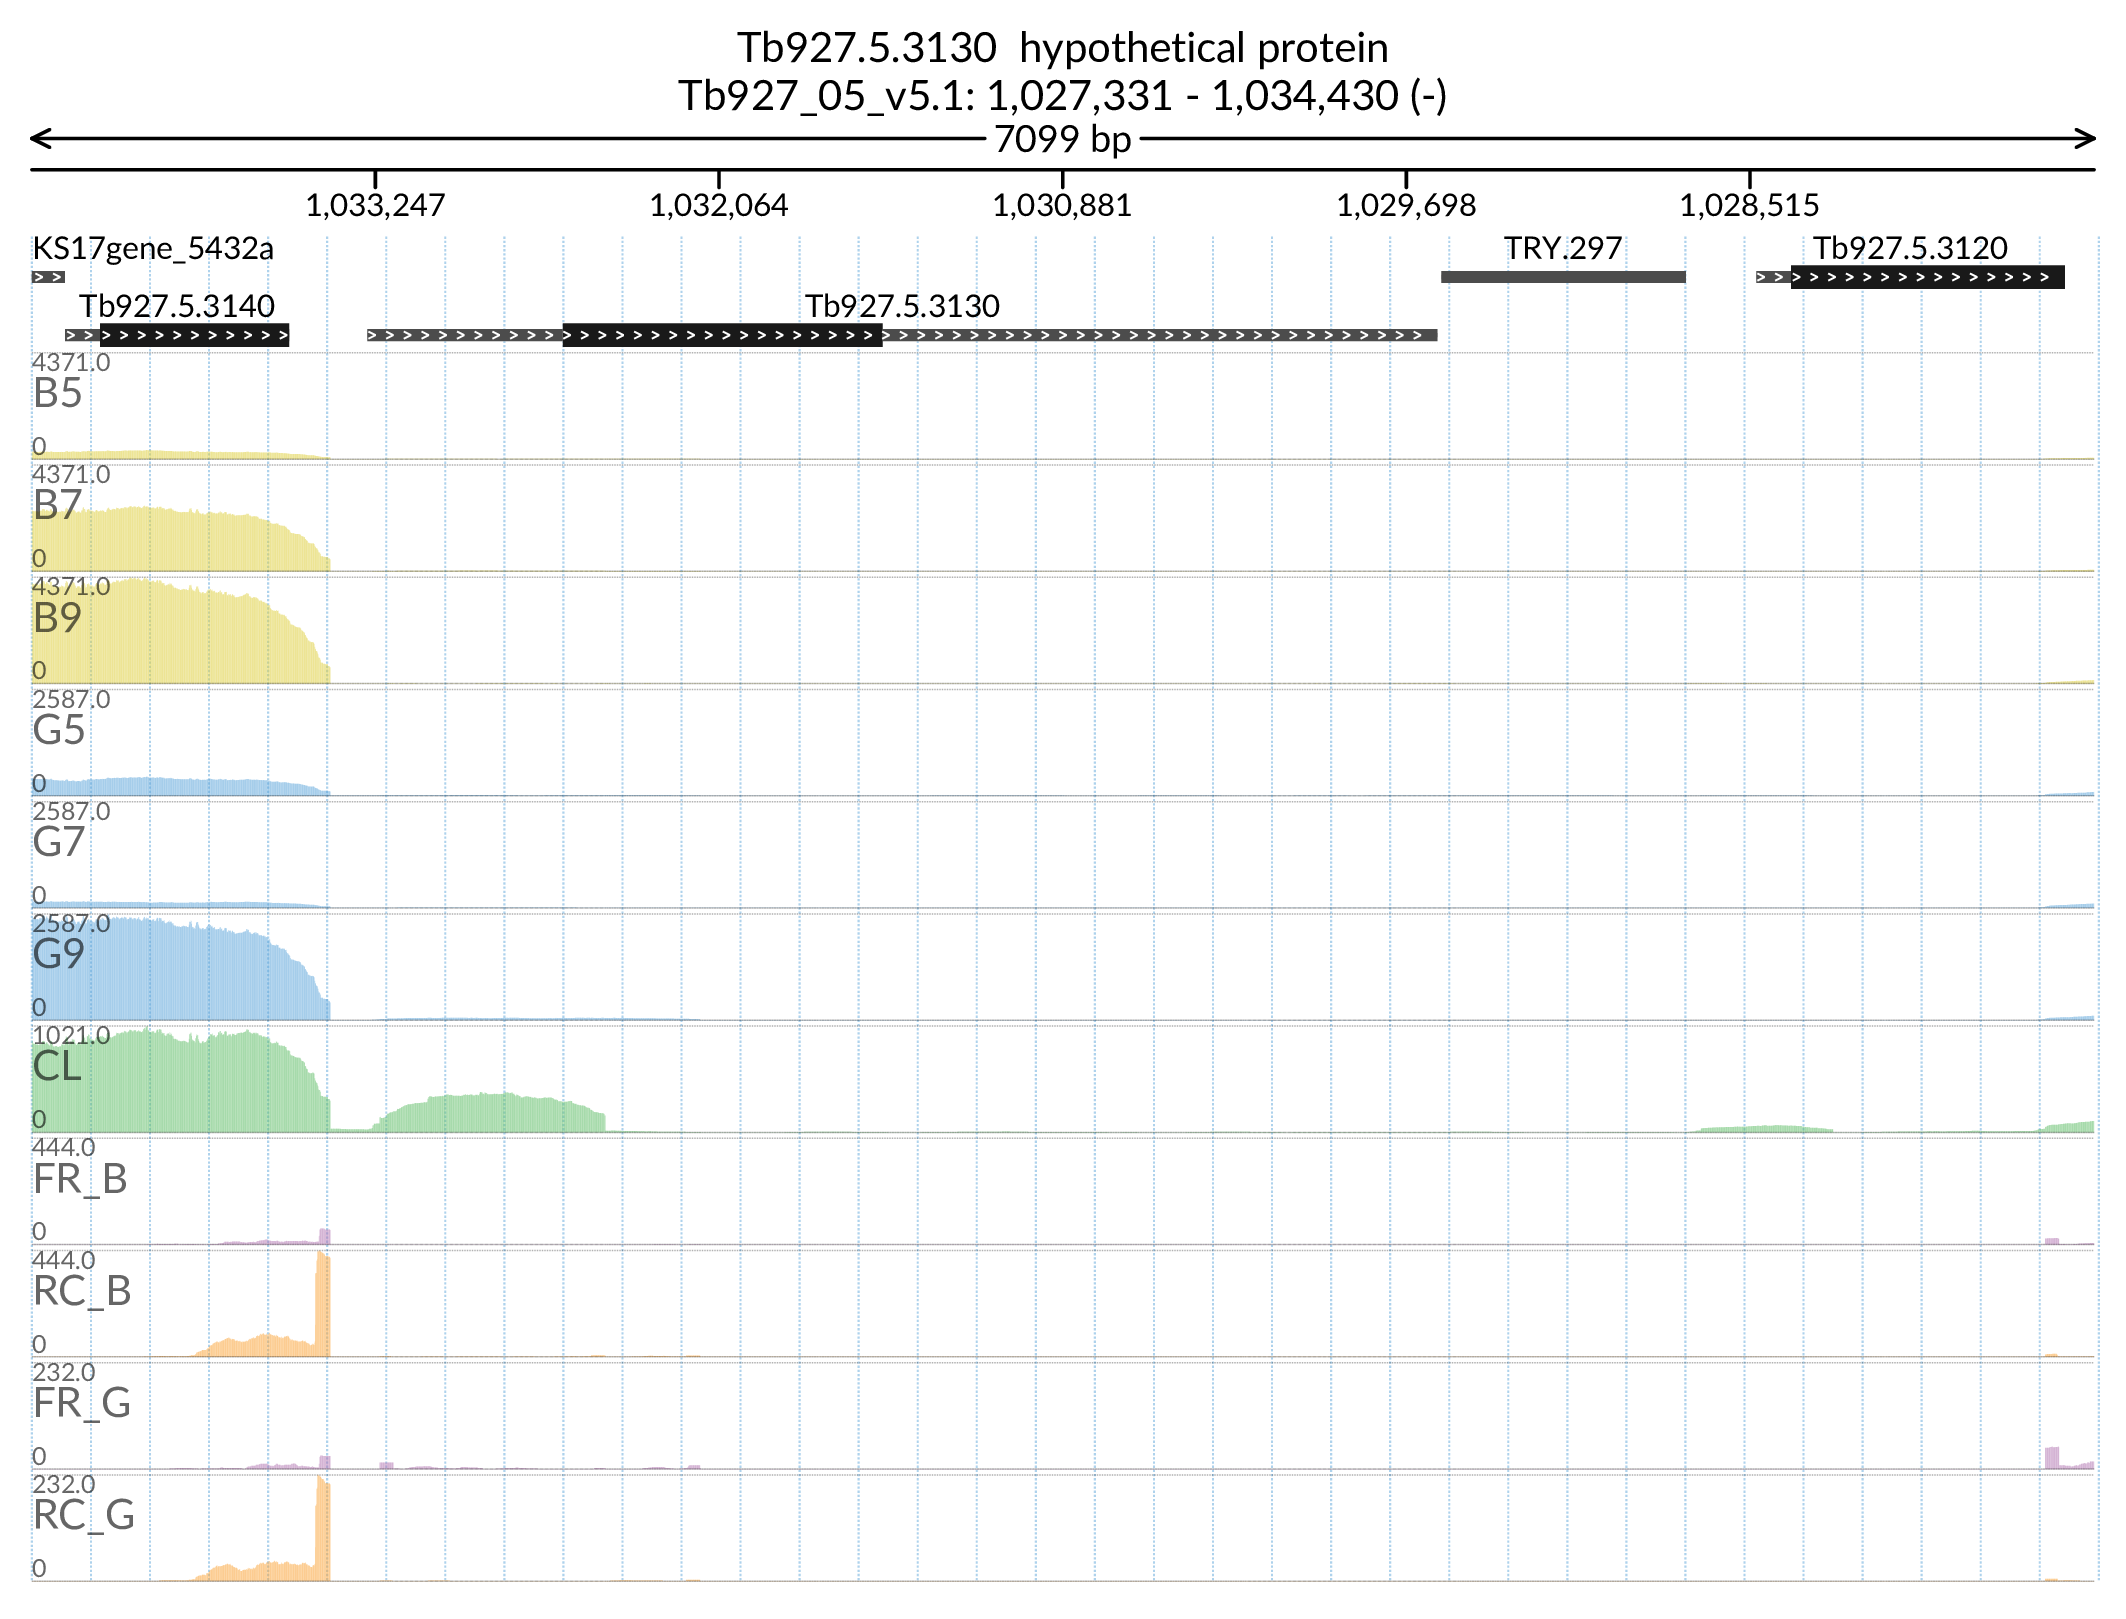 Tb927.5.3130 hypothetical protein
Tb927_05_v5.1: 1,027,331 - 1,034,430 (-)
7099 bp
1,033,247 1,032,064 1,030,881 1,029,698 1,028,515
KS17gene_5432a TRY.297 Tb927.5.3120
Tb927.5.3140 Tb927.5.3130
4371.0
B5
0
4371.0
B7
0
4371.0
B9
0
2587.0
G5
0
2587.0
G7
0
2587.0
G9
0
1021.0
CL
0
444.0
FR_B
0
444.0
RC_B
0
232.0
FR_G
0
232.0
RC_G
0